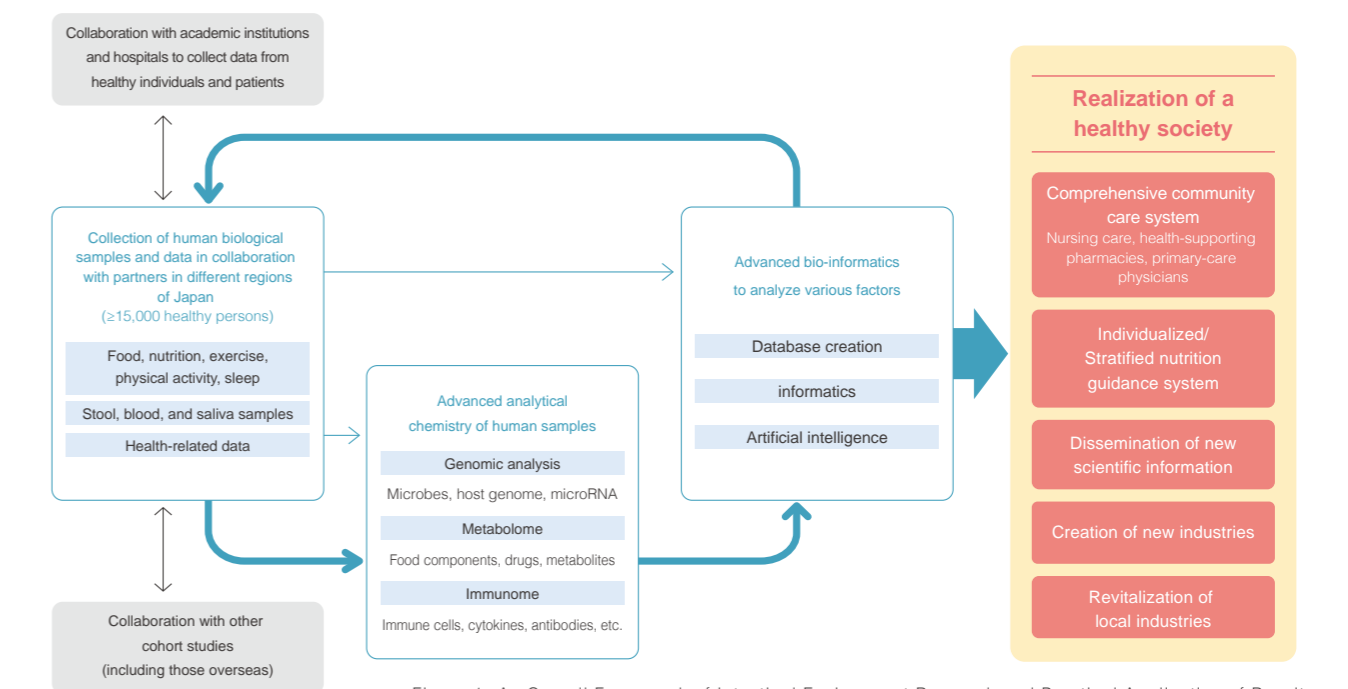 Collaboration with academic institutions
and hospitals to collect data from
healthy individuals and patients
Collection of human biological
samples and data in collaboration
with partners in different regions
of Japan
(≥15,000 healthy persons)
Food, nutrition, exercise,
physical activity, sleep
Stool, blood, and saliva samples
Health-related data
Collaboration with other
cohort studies
(including those overseas)
Advanced analytical
chemistry of human samples
Genomic analysis
Microbes, host genome, microRNA
Metabolome
Food components, drugs, metabolites
Immunome
Immune cells, cytokines, antibodies, etc.
Advanced bio-informatics
to analyze various factors
Database creation
informatics
Artificial intelligence
Realization of a
healthy society
Comprehensive community
care system
Nursing care, health-supporting
pharmacies, primary-care
physicians
Individualized/
Stratified nutrition
guidance system
Dissemination of new
scientific information
Creation of new industries
Revitalization of
local industries